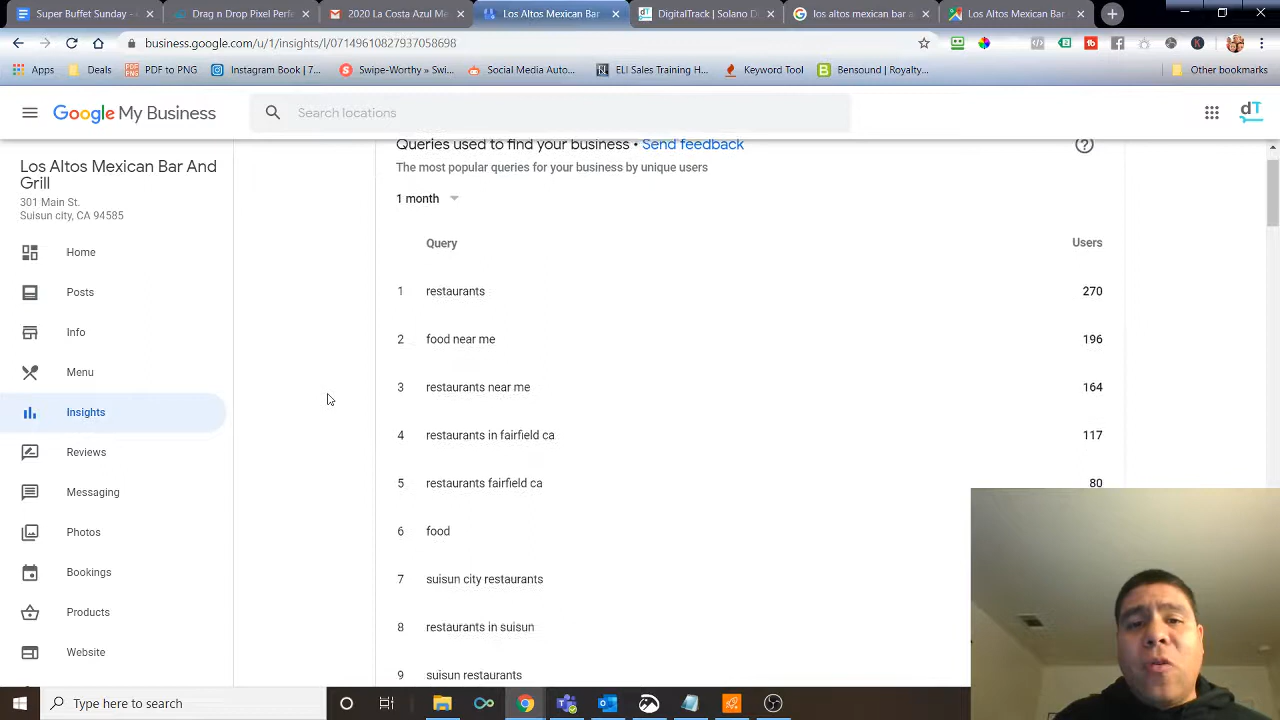 Super Buffet Sunday -
Drag n Drop Pixel Perfe
2020 La Costa Azul Me
Los Altos Mexican Bar
DigitalTrack | Solano D
los altos mexican bar a
Los Altos Mexican Bar
business.google.com/u/1/insights/l/07149610827937058698
Apps
Deals
PDF to PNG
Instagram Book | 7...
Swipe-Worthy » Swi...
Social Media Auto...
ELI Sales Training H...
Keyword Tool
Bensound | Royalty...
Other bookmarks
Google My Business
Search locations
dT
Los Altos Mexican Bar And
Grill
301 Main St.
Suisun city, CA 94585
Home
Posts
Info
Menu
Insights
Reviews
Messaging
Photos
Bookings
Products
Website
Queries used to find your business • Send feedback
The most popular queries for your business by unique users
1 month
Query Users
1 restaurants 270
2 food near me 196
3 restaurants near me 164
4 restaurants in fairfield ca 117
5 restaurants fairfield ca 80
6 food
7 suisun city restaurants
8 restaurants in suisun
9 suisun restaurants
Type here to search